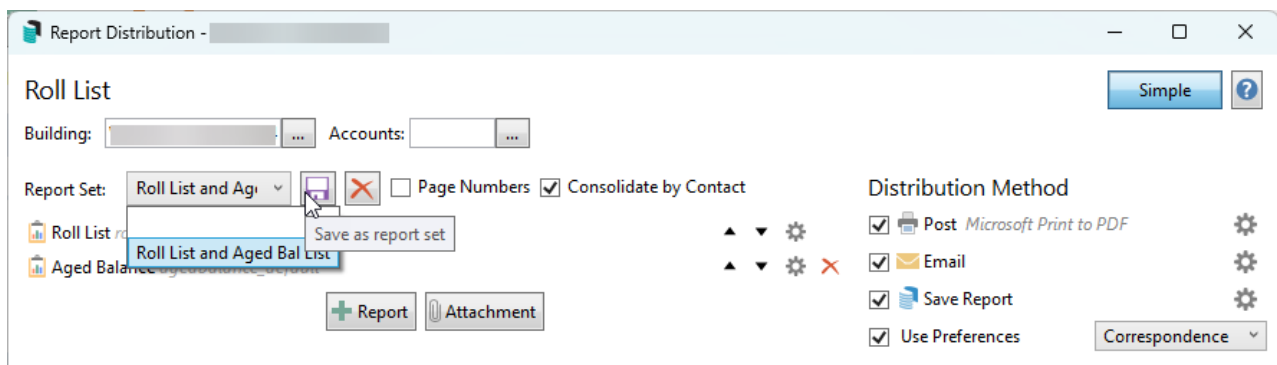 Report Distribution -
Roll List
Simple
Building: ... Accounts: ...
Report Set: Roll List and Ag Page Numbers Consolidate by Contact
Distribution Method
Roll List
Save as report set
Roll List and Aged Bal List
Aged Balance
Report Attachment
Post Microsoft Print to PDF
Email
Save Report
Use Preferences Correspondence